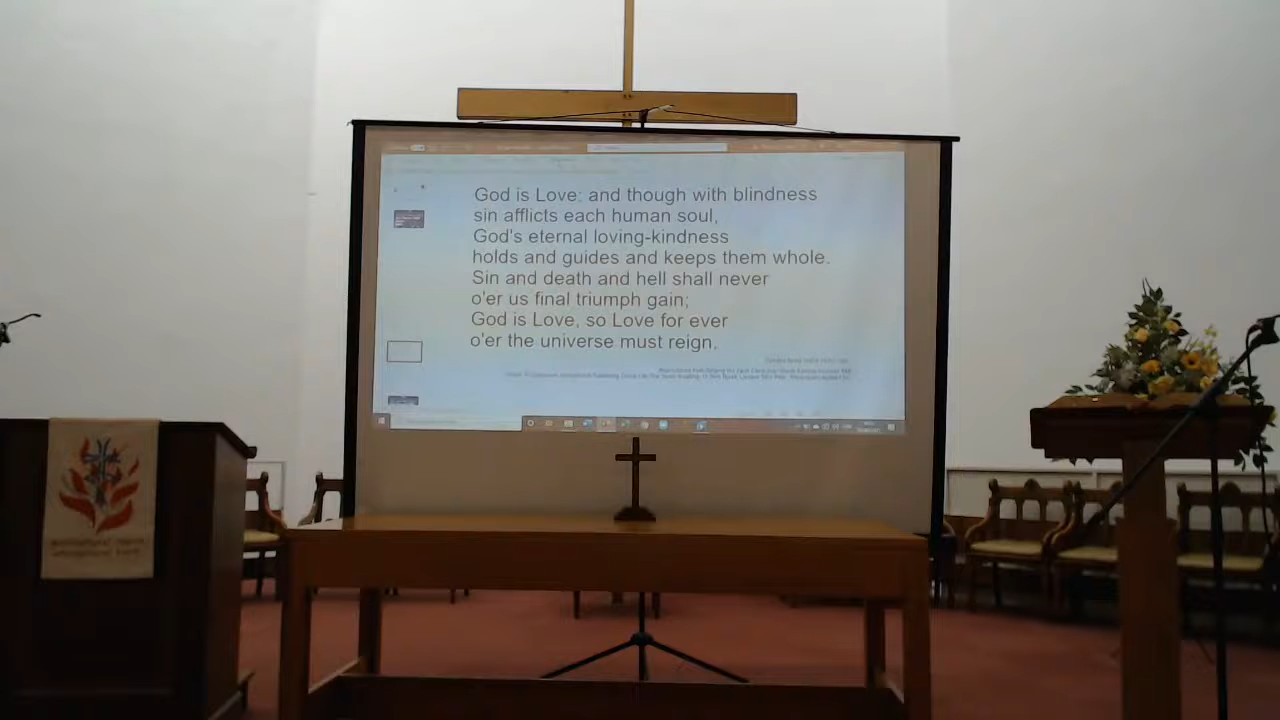 God is Love: and though with blindness
sin afflicts each human soul,
God's eternal loving-kindness
holds and guides and keeps them whole.
Sin and death and hell shall never
o'er us final triumph gain;
God is Love, so Love for ever
o'er the universe must reign.